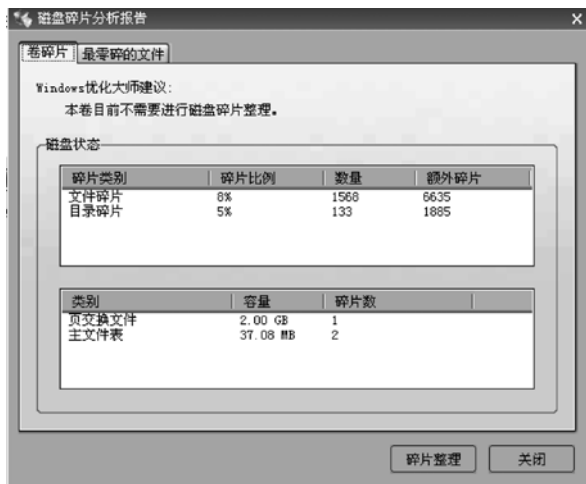 磁盘碎片分析报告
卷碎片 最零碎的文件
Windows优化大师建议:
本卷目前不需要进行磁盘碎片整理。
磁盘状态
碎片类别 碎片比例 数量 额外碎片
文件碎片 8% 1568 6635
目录碎片 5% 133 1885
类别 容量 碎片数
页交换文件 2.00 GB 1
主文件表 37.08 MB 2
碎片整理 关闭